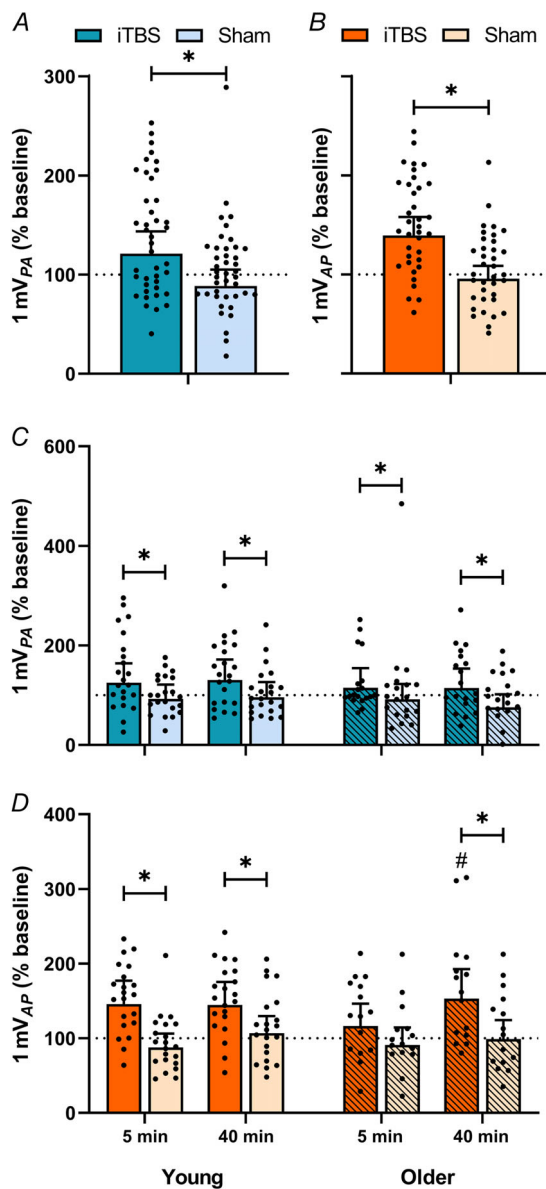 A iTBS Sham B iTBS Sham
*
*
300
200
100
0
1 mVPA (% baseline)
1 mVAP (% baseline)
C
600
*
*
*
*
400
200
0
1 mVPA (% baseline)
D
400
*
*
*
#
300
200
100
0
1 mVAP (% baseline)
5 min 40 min 5 min 40 min
Young Older